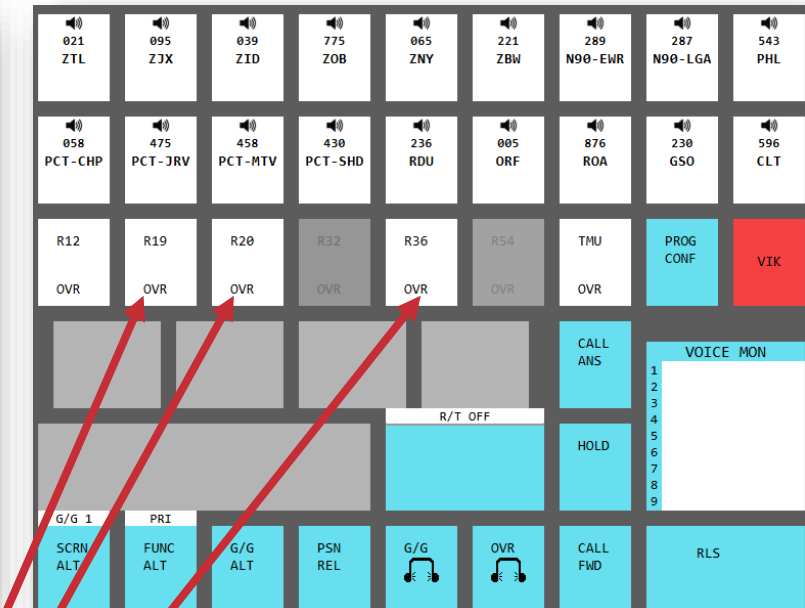 021 095 039 775 065 221 289 287 543
ZTL ZJX ZID ZOB ZNY ZBW N90-EWR N90-LGA PHL
058 475 458 430 236 005 876 230 596
PCT-CHP PCT-JRV PCT-MTV PCT-SHD RDU ORF ROA GSO CLT
R12 R19 R20 R32 R36 R54 TMU PROG
CONF
VIK
OVR OVR OVR OVR OVR OVR OVR
CALL
ANS
VOICE MON
1
2
3
4
5
6
7
8
9
R/T OFF
HOLD
G/G 1 PRI
SCRN FUNC G/G PSN G/G OVR CALL RLS
ALT ALT ALT REL FWD